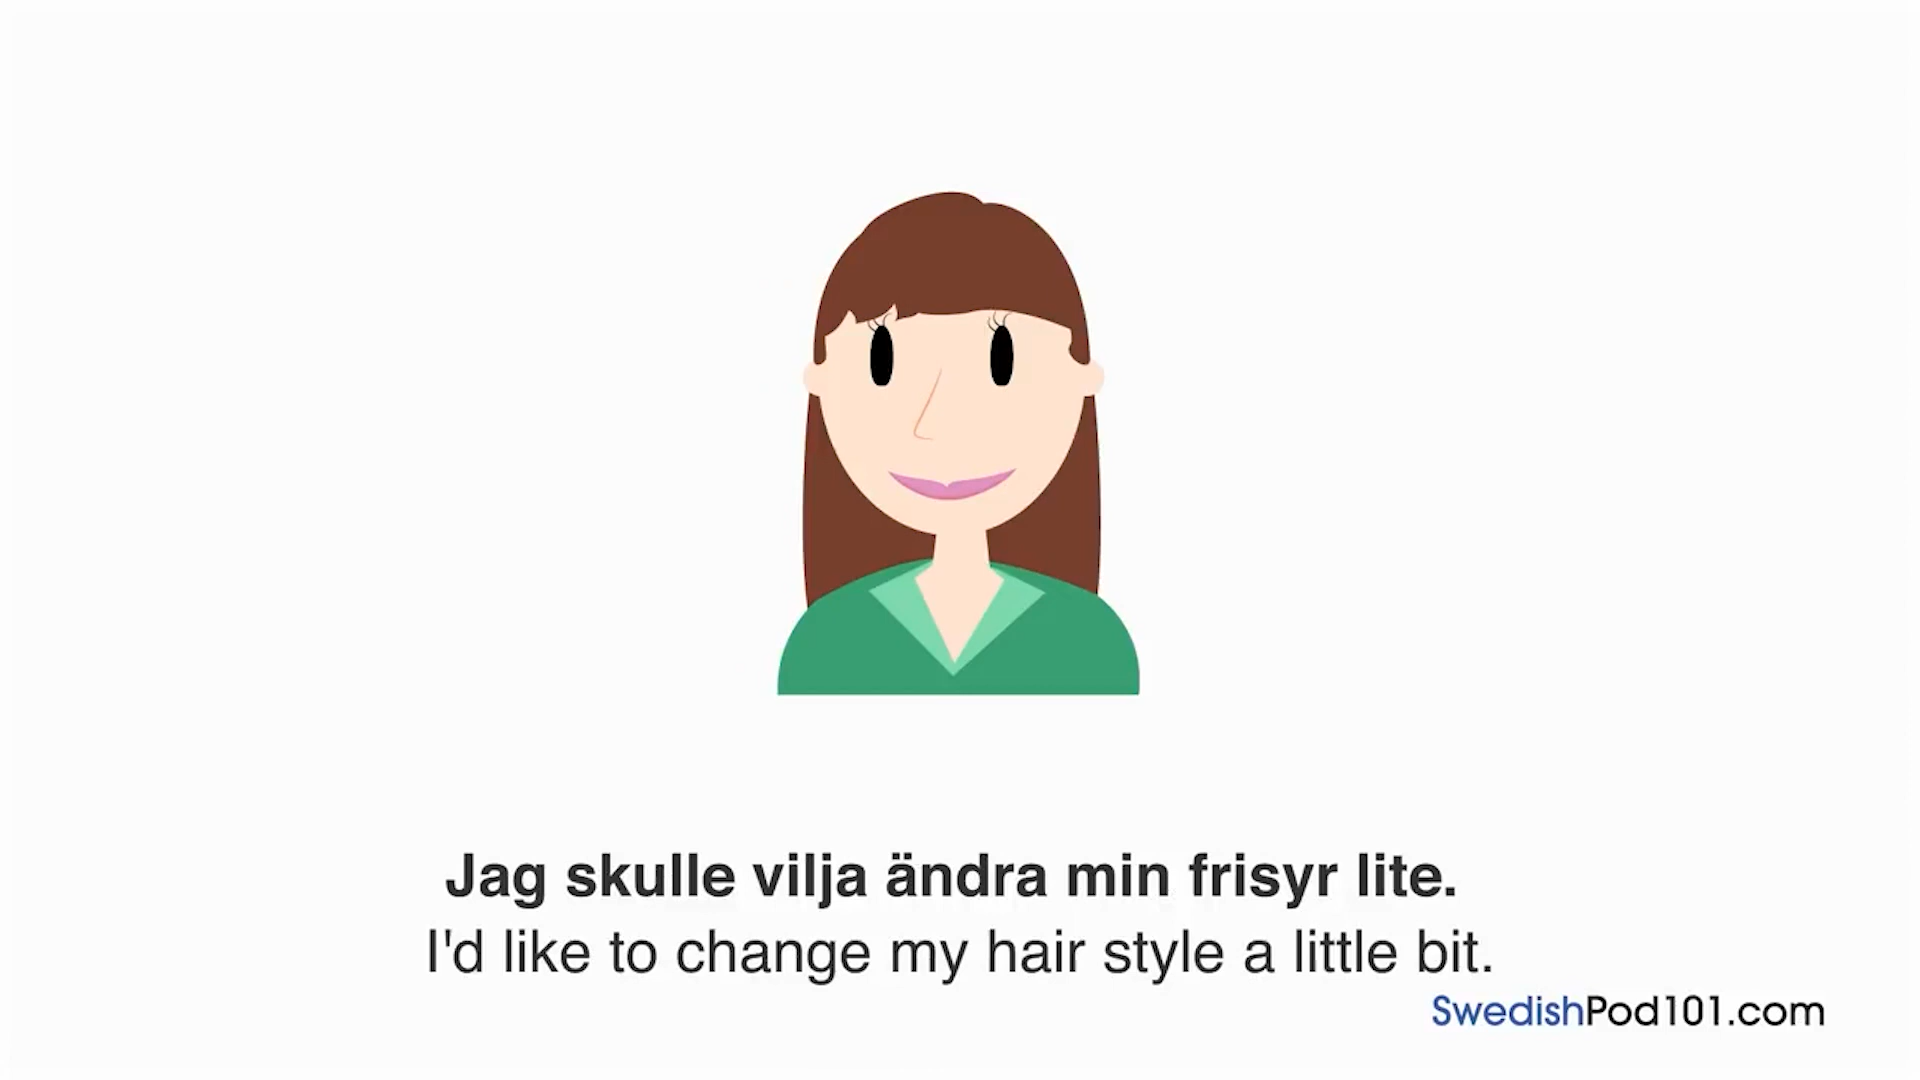 Jag skulle vilja ändra min frisyr lite.
I'd like to change my hair style a little bit.
SwedishPod101.com